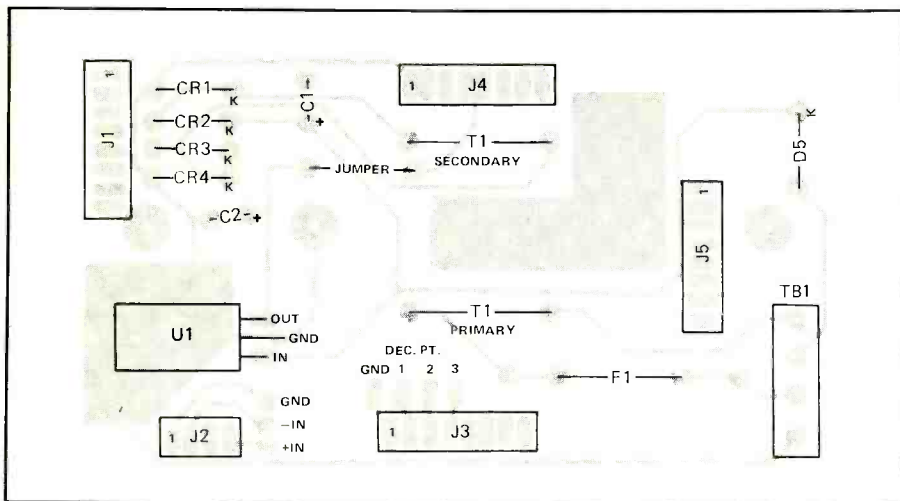 1
J1
CR1
K
CR2
K
CR3
K
CR4
K
-C1-
+
-C2-+
1 J4
T1
SECONDARY
JUMPER
K
D5
1
J5
TB1
U1
OUT
GND
IN
T1
PRIMARY
DEC. PT.
GND 1 2 3
F1
GND
-IN
+IN
1 J2
1 J3